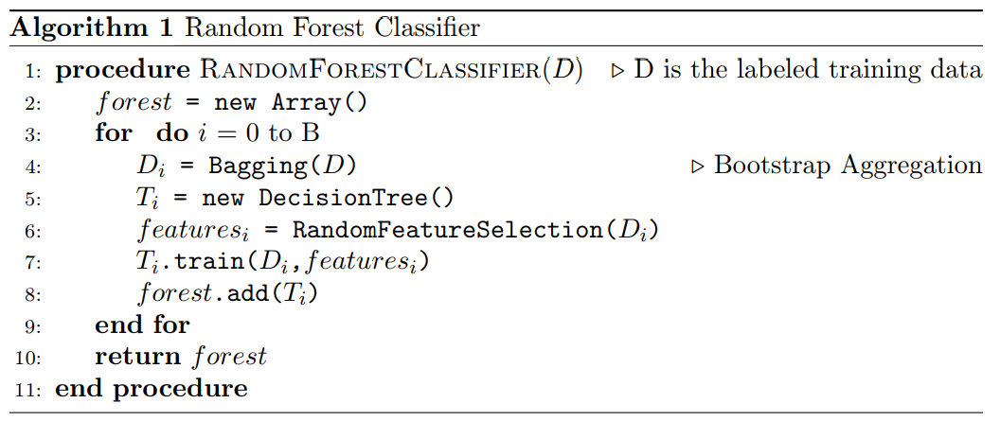 Algorithm 1 Random Forest Classifier
1: procedure RANDOMFORESTCLASSIFIER(D) ▷ D is the labeled training data
2: forest = new Array()
3: for do i = 0 to B
4: D_i = Bagging(D) ▷ Bootstrap Aggregation
5: T_i = new DecisionTree()
6: features_i = RandomFeatureSelection(D_i)
7: T_i.train(D_i,features_i)
8: forest.add(T_i)
9: end for
10: return forest
11: end procedure